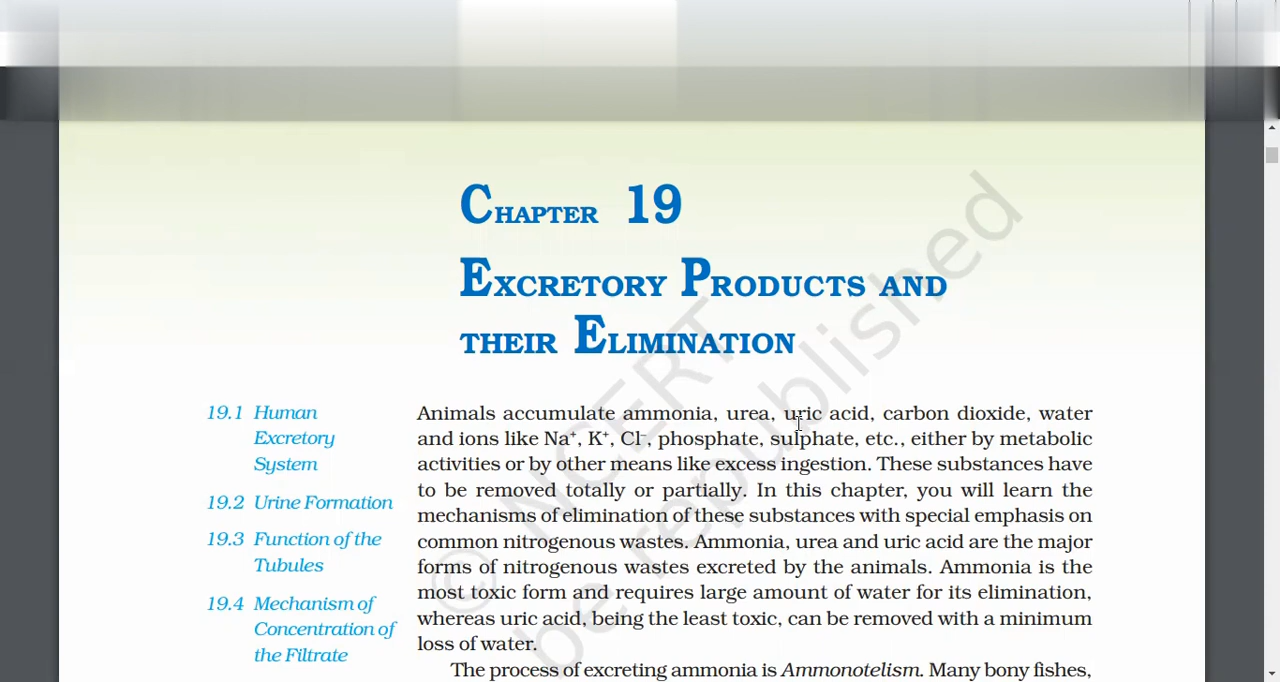 CHAPTER 19
EXCRETORY PRODUCTS AND
THEIR ELIMINATION
19.1 Human
Excretory
System
19.2 Urine Formation
19.3 Function of the
Tubules
19.4 Mechanism of
Concentration of
the Filtrate
Animals accumulate ammonia, urea, uric acid, carbon dioxide, water
and ions like Na⁺, K⁺, Cl⁻, phosphate, sulphate, etc., either by metabolic
activities or by other means like excess ingestion. These substances have
to be removed totally or partially. In this chapter, you will learn the
mechanisms of elimination of these substances with special emphasis on
common nitrogenous wastes. Ammonia, urea and uric acid are the major
forms of nitrogenous wastes excreted by the animals. Ammonia is the
most toxic form and requires large amount of water for its elimination,
whereas uric acid, being the least toxic, can be removed with a minimum
loss of water.
The process of excreting ammonia is Ammonotelism. Many bony fishes,
© NCERT
be republished